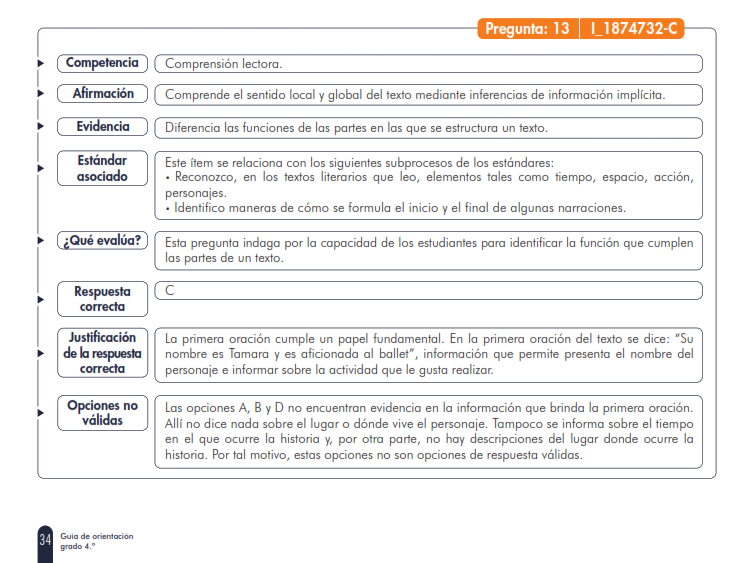 Pregunta: 13 I_1874732-C
Competencia
Comprensión lectora.
Afirmación
Comprende el sentido local y global del texto mediante inferencias de información implícita.
Evidencia
Diferencia las funciones de las partes en las que se estructura un texto.
Estándar
asociado
Este ítem se relaciona con los siguientes subprocesos de los estándares:
• Reconozco, en los textos literarios que leo, elementos tales como tiempo, espacio, acción,
personajes.
• Identifico maneras de cómo se formula el inicio y el final de algunas narraciones.
¿Qué evalúa?
Esta pregunta indaga por la capacidad de los estudiantes para identificar la función que cumplen
las partes de un texto.
Respuesta
correcta
C
Justificación
de la respuesta
correcta
La primera oración cumple un papel fundamental. En la primera oración del texto se dice: “Su
nombre es Tamara y es aficionada al ballet”, información que permite presenta el nombre del
personaje e informar sobre la actividad que le gusta realizar.
Opciones no
válidas
Las opciones A, B y D no encuentran evidencia en la información que brinda la primera oración.
Allí no dice nada sobre el lugar o dónde vive el personaje. Tampoco se informa sobre el tiempo
en el que ocurre la historia y, por otra parte, no hay descripciones del lugar donde ocurre la
historia. Por tal motivo, estas opciones no son opciones de respuesta válidas.
34
Guía de orientación
grado 4.º